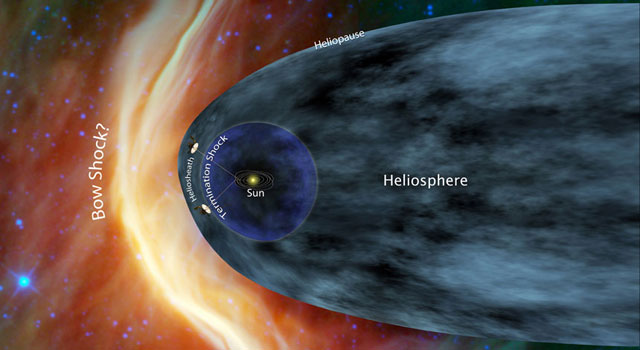 Heliopause
Bow Shock?
Heliosheath
Termination Shock
Sun
Heliosphere